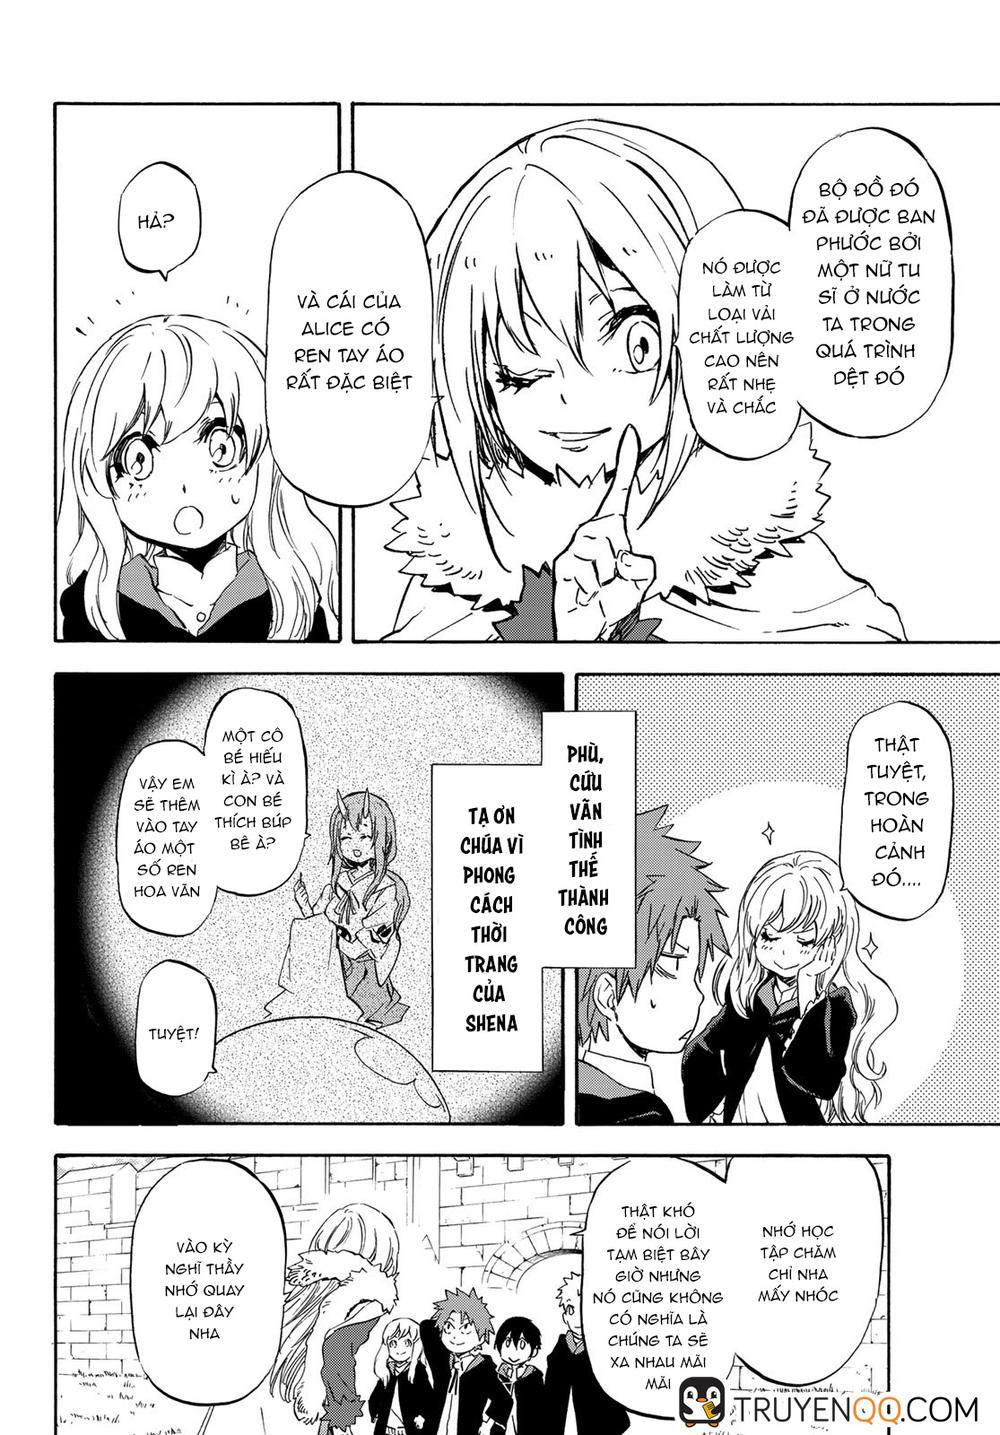 BỘ ĐỒ ĐÓ
ĐÃ ĐƯỢC BAN
PHƯỚC BỞI
MỘT NỮ TU
SĨ Ở NƯỚC
TA TRONG
QUÁ TRÌNH
DỆT ĐÓ
NÓ ĐƯỢC
LÀM TỪ
LOẠI VẢI
CHẤT LƯỢNG
CAO NÊN
RẤT NHẸ
VÀ CHẮC
VÀ CÁI CỦA
ALICE CÓ
REN TAY ÁO
RẤT ĐẶC BIỆT
HẢ?
THẬT
TUYỆT,
TRONG
HOÀN
CẢNH
ĐÓ....
PHÙ,
CỨU
VÃN
TÌNH
THẾ
THÀNH
CÔNG
TẠ ƠN
CHÚA VÌ
PHONG
CÁCH
THỜI
TRANG
CỦA
SHENA
MỘT CÔ
BÉ HIẾU
KÌ À? VÀ
CON BÉ
THÍCH BÚP
BÊ À?
VẬY EM
SẼ THÊM
VÀO TAY
ÁO MỘT
SỐ REN
HOA VĂN
TUYỆT!
NHỚ HỌC
TẬP CHĂM
CHỈ NHA
MẤY NHÓC
THẬT KHÓ
ĐỂ NÓI LỜI
TẠM BIỆT BÂY
GIỜ NHƯNG
NÓ CŨNG KHÔNG
CÓ NGHĨA LÀ
CHÚNG TA SẼ
XA NHAU MÃI
MÃI
VÀO KỲ
NGHĨ THẦY
NHỚ QUAY
LẠI ĐÂY
NHA
TRUYENQQ.COM